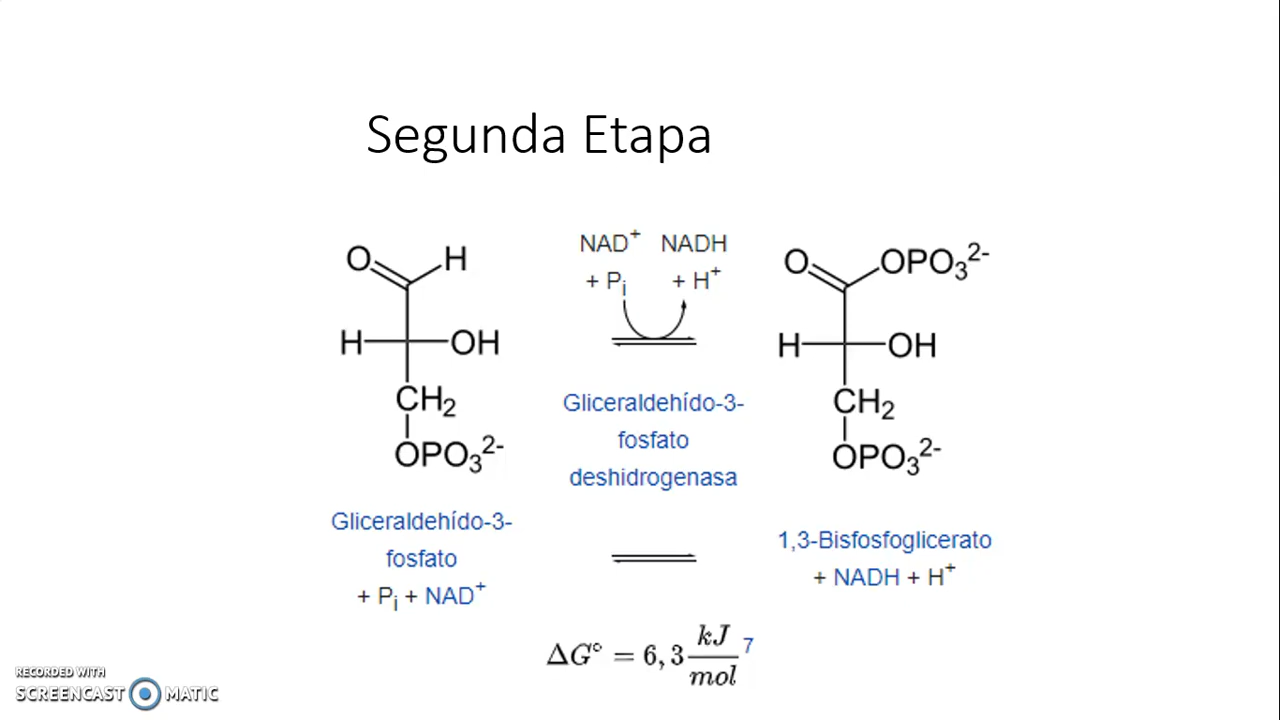 Segunda Etapa
NAD⁺ NADH
+ Pᵢ + H⁺
O H
H OH
CH₂
OPO₃²⁻
O OPO₃²⁻
H OH
CH₂
OPO₃²⁻
Gliceraldehído-3-
fosfato
deshidrogenasa
Gliceraldehído-3-
fosfato
+ Pᵢ + NAD⁺
1,3-Bisfosfoglicerato
+ NADH + H⁺
ΔG° = 6,3 kJ/mol 7
RECORDED WITH
SCREENCAST MATIC